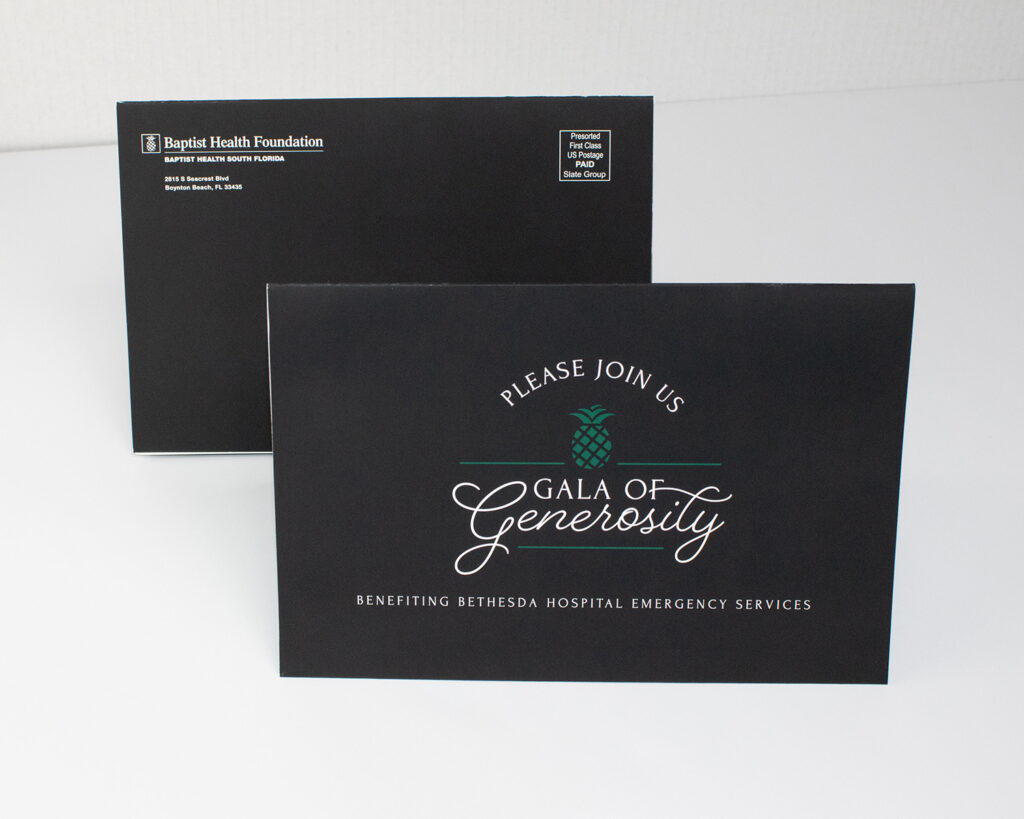 Baptist Health Foundation
BAPTIST HEALTH SOUTH FLORIDA
2815 S Seacrest Blvd
Boynton Beach, FL 33435
Presorted
First Class
US Postage
PAID
Slate Group
PLEASE JOIN US
GALA OF
Generosity
BENEFITING BETHESDA HOSPITAL EMERGENCY SERVICES